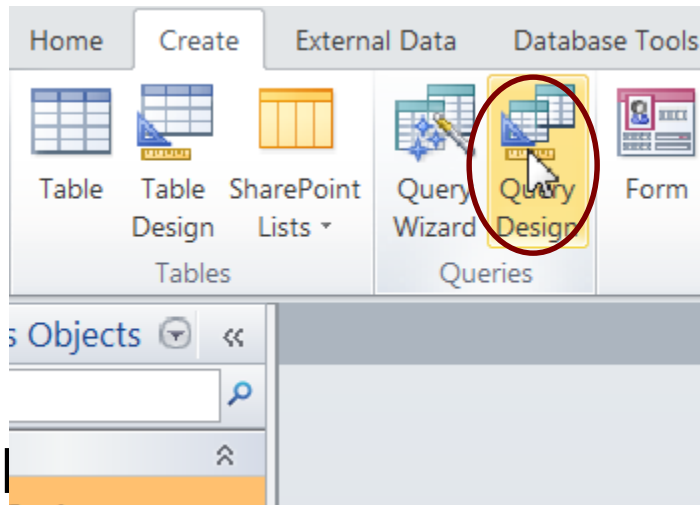 Home Create External Data Database Tools
Table Table Design SharePoint Lists Query Wizard Query Design Form
Tables Queries
s Objects